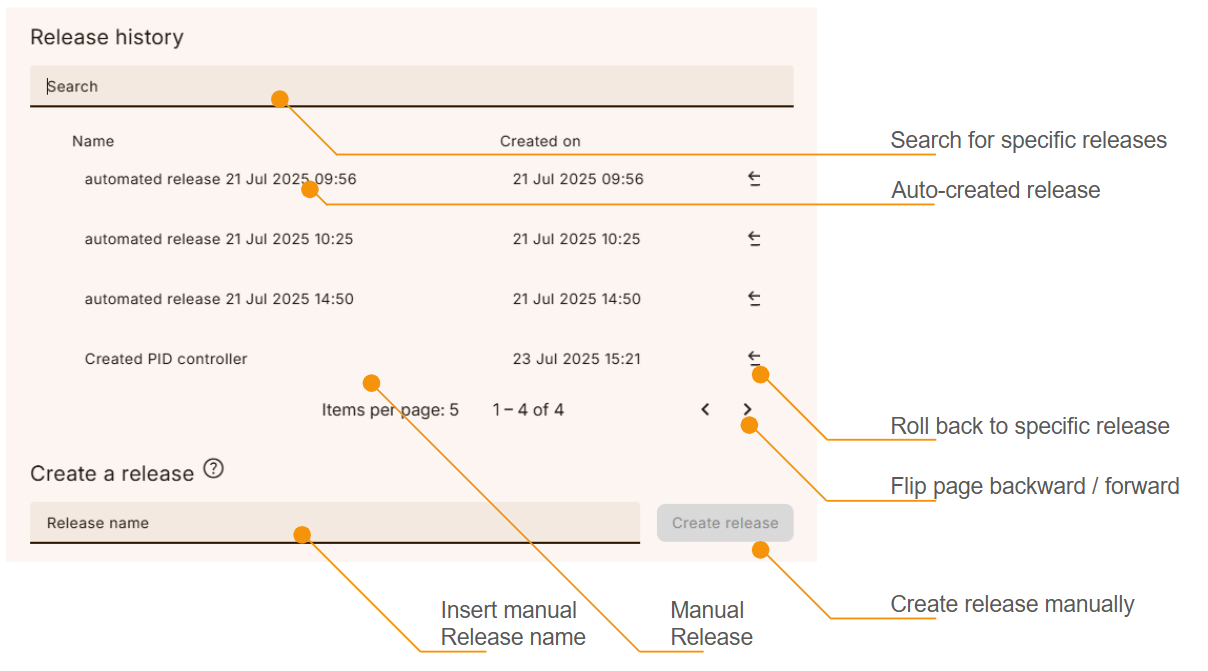 Release history
Search
Name Created on
Search for specific releases
automated release 21 Jul 2025 09:56 21 Jul 2025 09:56
Auto-created release
automated release 21 Jul 2025 10:25 21 Jul 2025 10:25
automated release 21 Jul 2025 14:50 21 Jul 2025 14:50
Created PID controller 23 Jul 2025 15:21
Items per page: 5 1 – 4 of 4
Roll back to specific release
Create a release ?
Flip page backward / forward
Release name Create release
Insert manual
Release name
Manual
Release
Create release manually